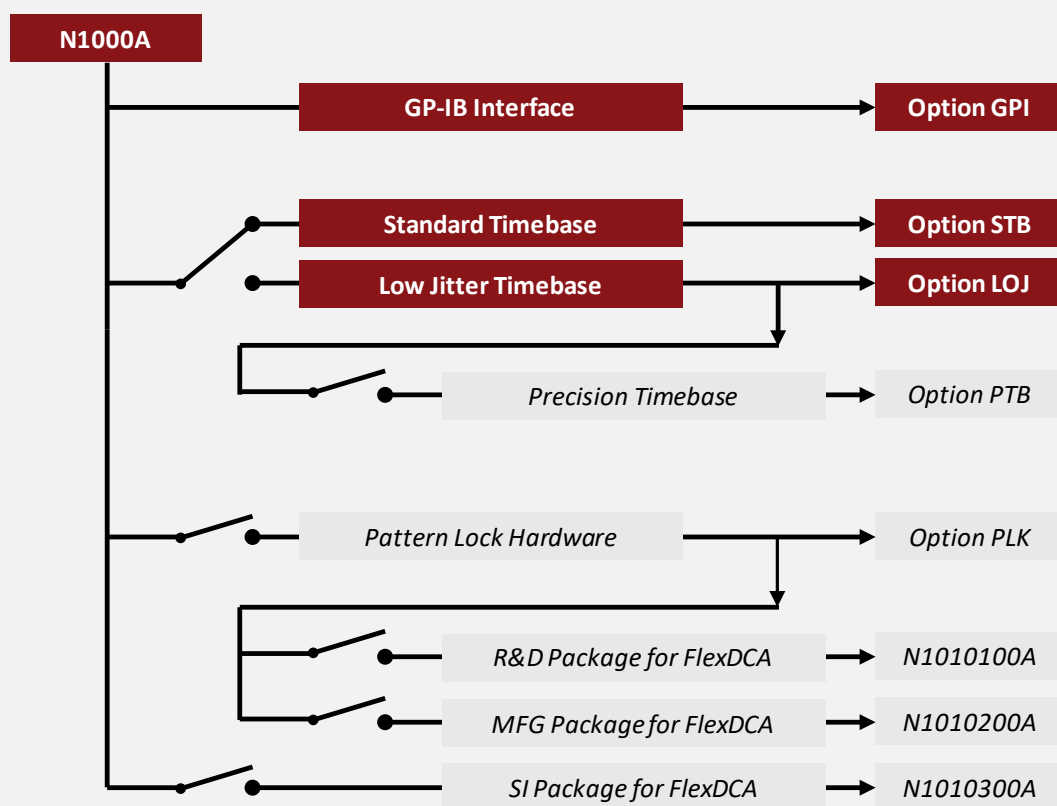 N1000A
GP-IB Interface
Option GPI
Standard Timebase
Option STB
Low Jitter Timebase
Option LOJ
Precision Timebase
Option PTB
Pattern Lock Hardware
Option PLK
R&D Package for FlexDCA
N1010100A
MFG Package for FlexDCA
N1010200A
SI Package for FlexDCA
N1010300A